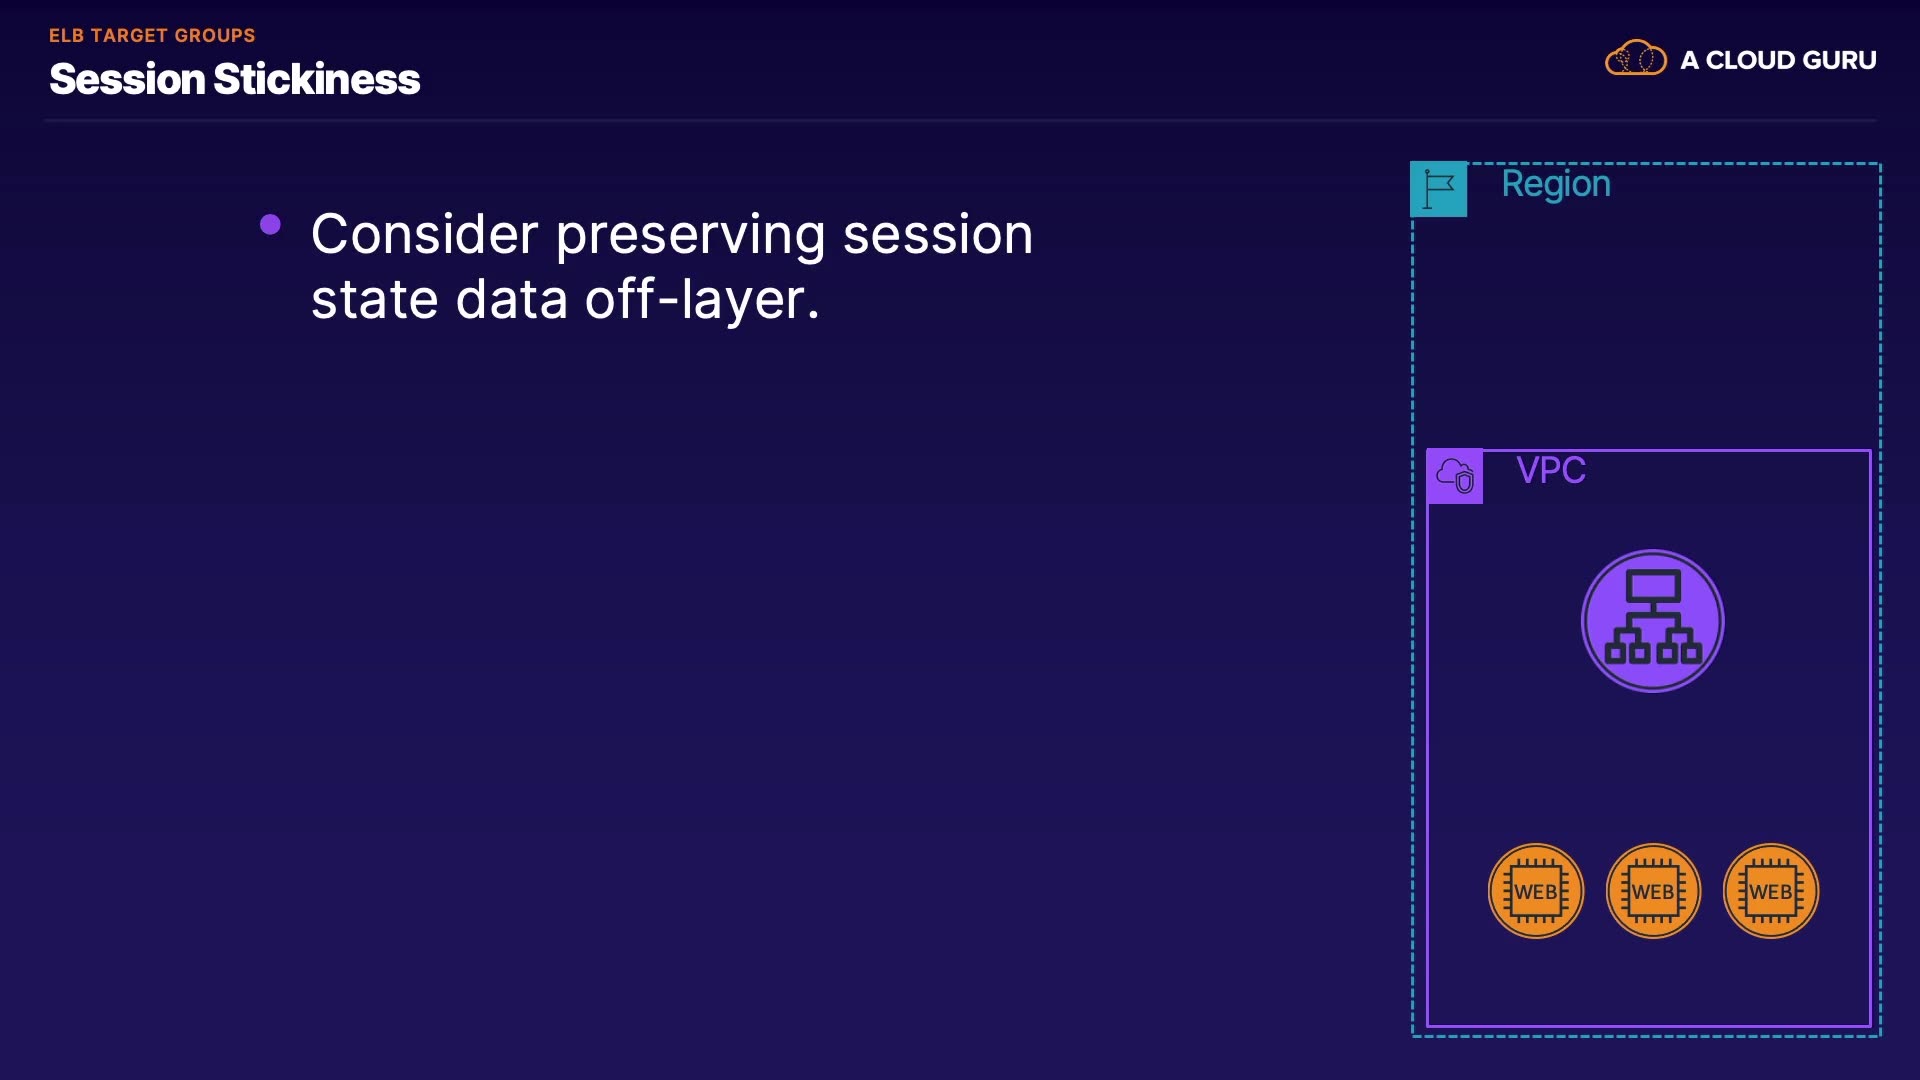 ELB TARGET GROUPS
Session Stickiness
A CLOUD GURU
Consider preserving session
state data off-layer.
Region
VPC
WEB WEB WEB